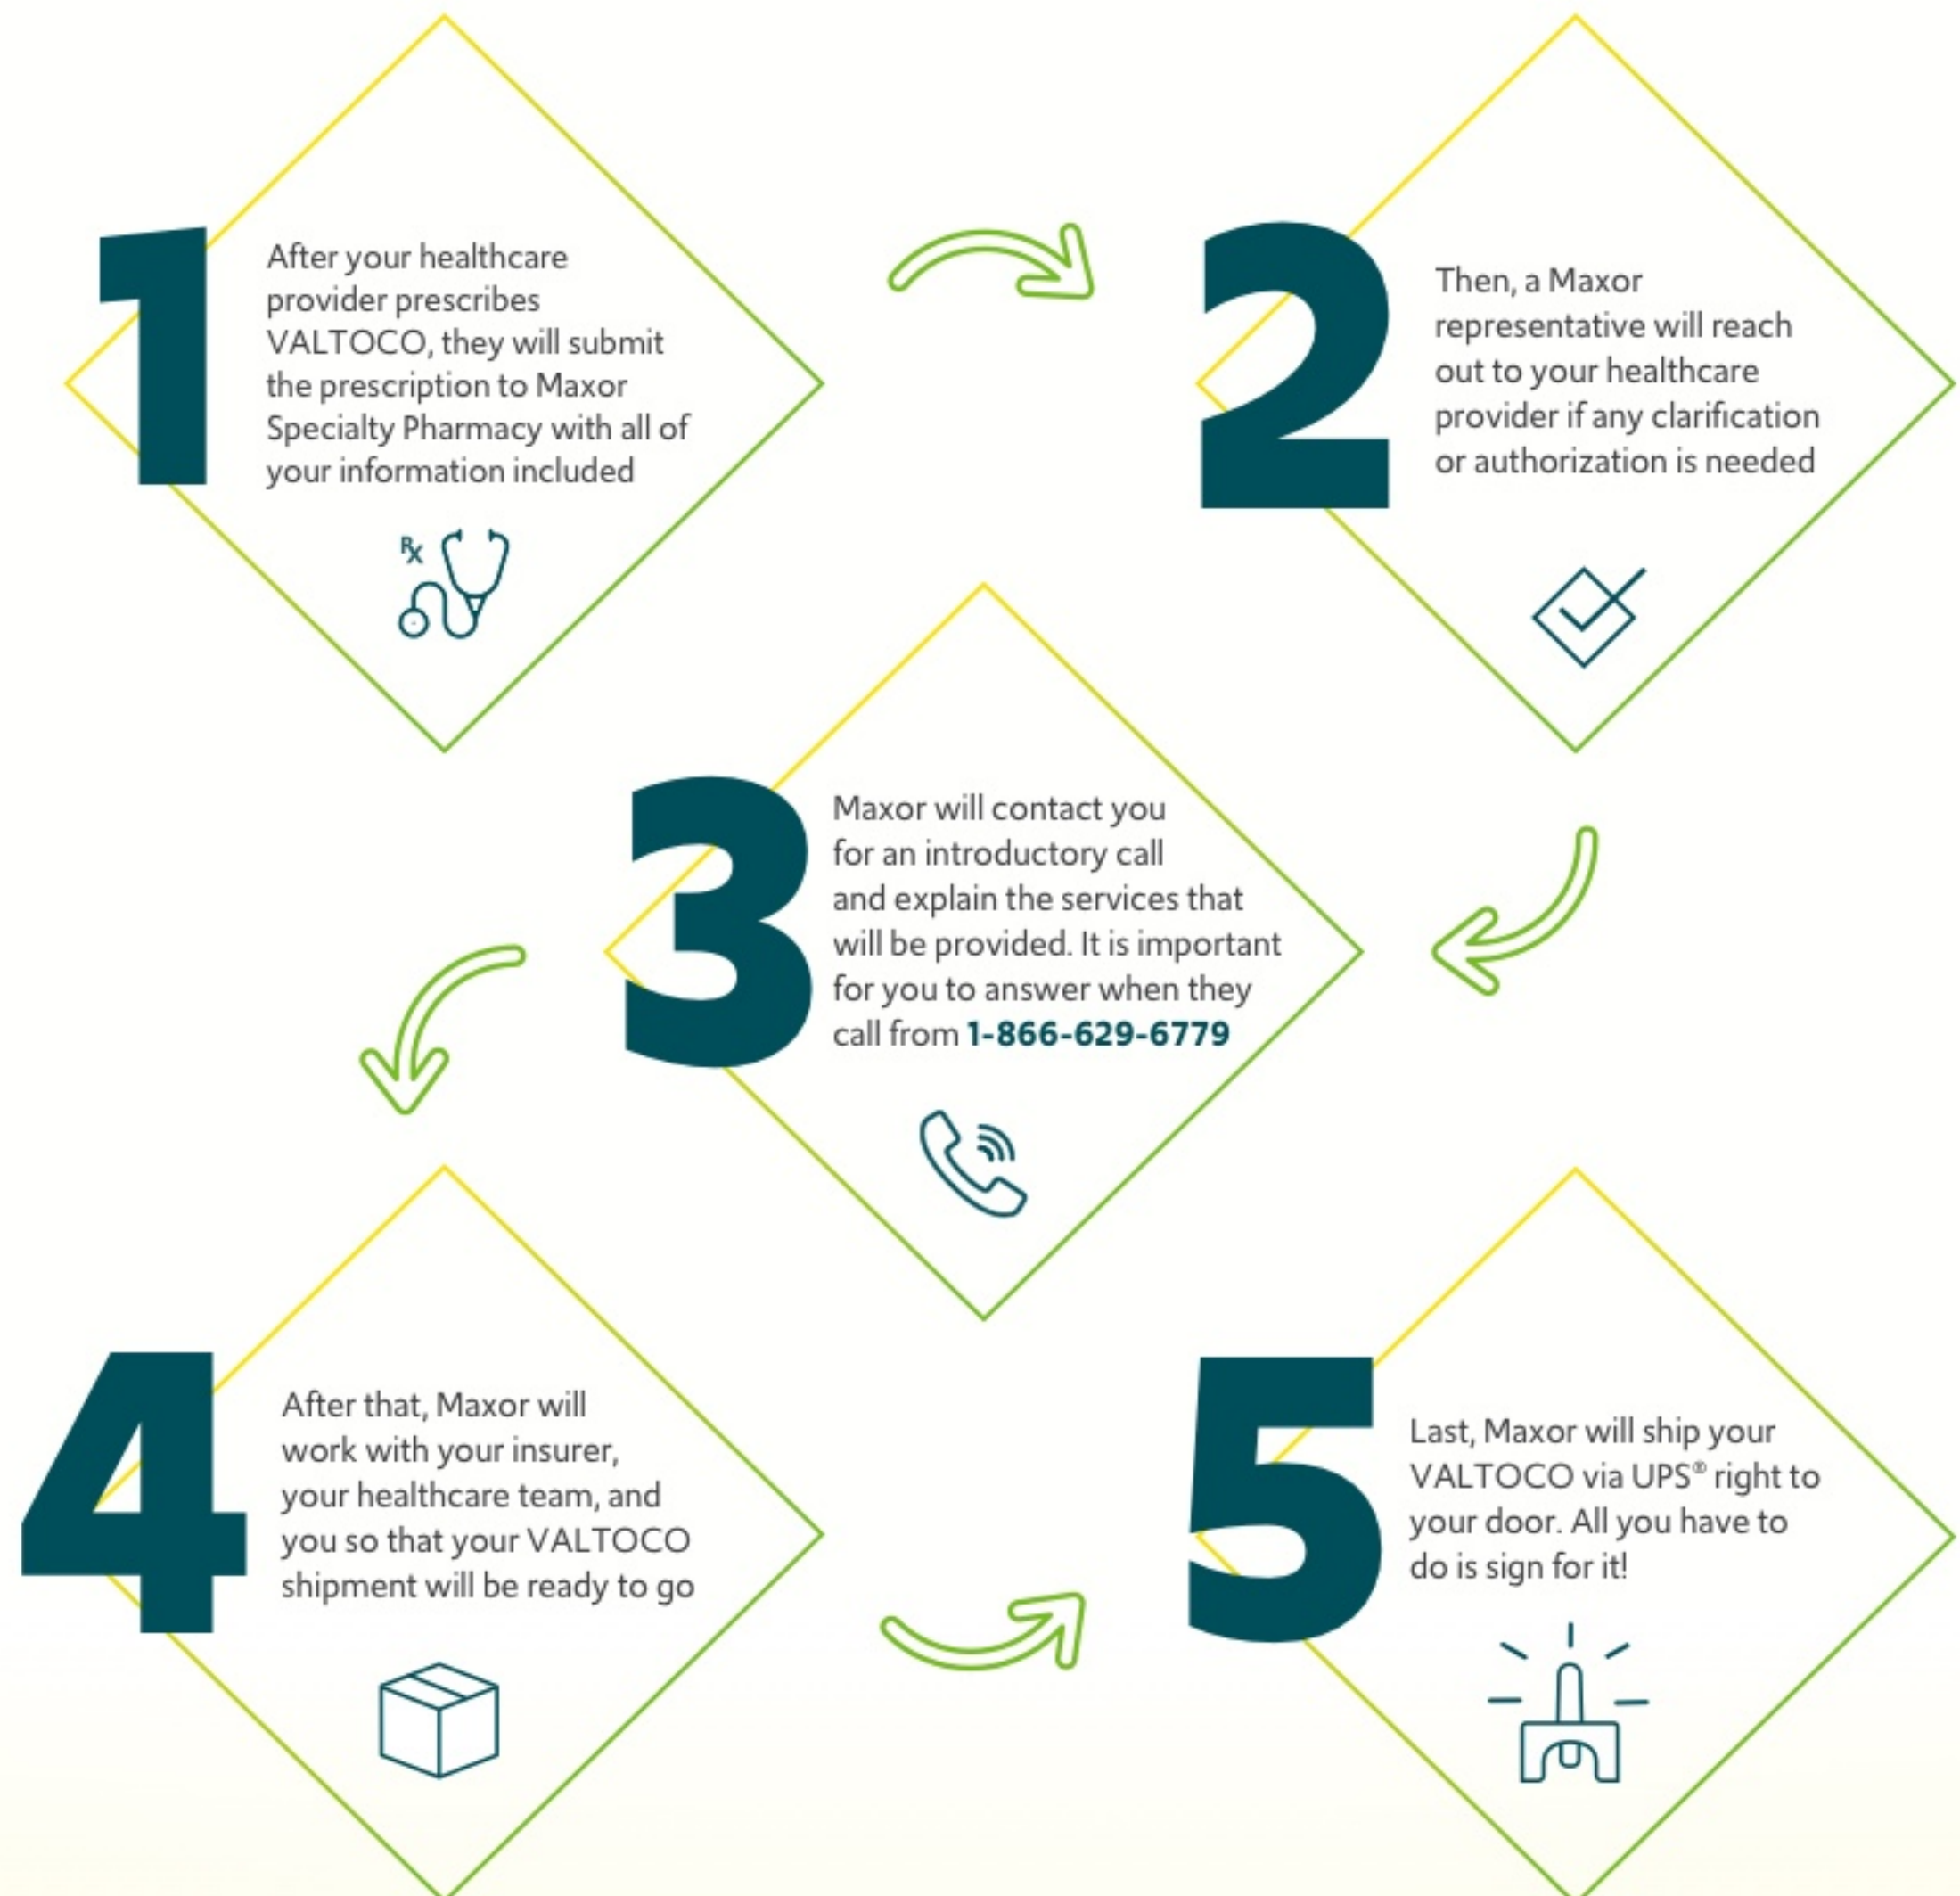 1
After your healthcare
provider prescribes
VALTOCO, they will submit
the prescription to Maxor
Specialty Pharmacy with all of
your information included
Rx
2
Then, a Maxor
representative will reach
out to your healthcare
provider if any clarification
or authorization is needed
3
Maxor will contact you
for an introductory call
and explain the services that
will be provided. It is important
for you to answer when they
call from 1-866-629-6779
4
After that, Maxor will
work with your insurer,
your healthcare team, and
you so that your VALTOCO
shipment will be ready to go
5
Last, Maxor will ship your
VALTOCO via UPS® right to
your door. All you have to
do is sign for it!